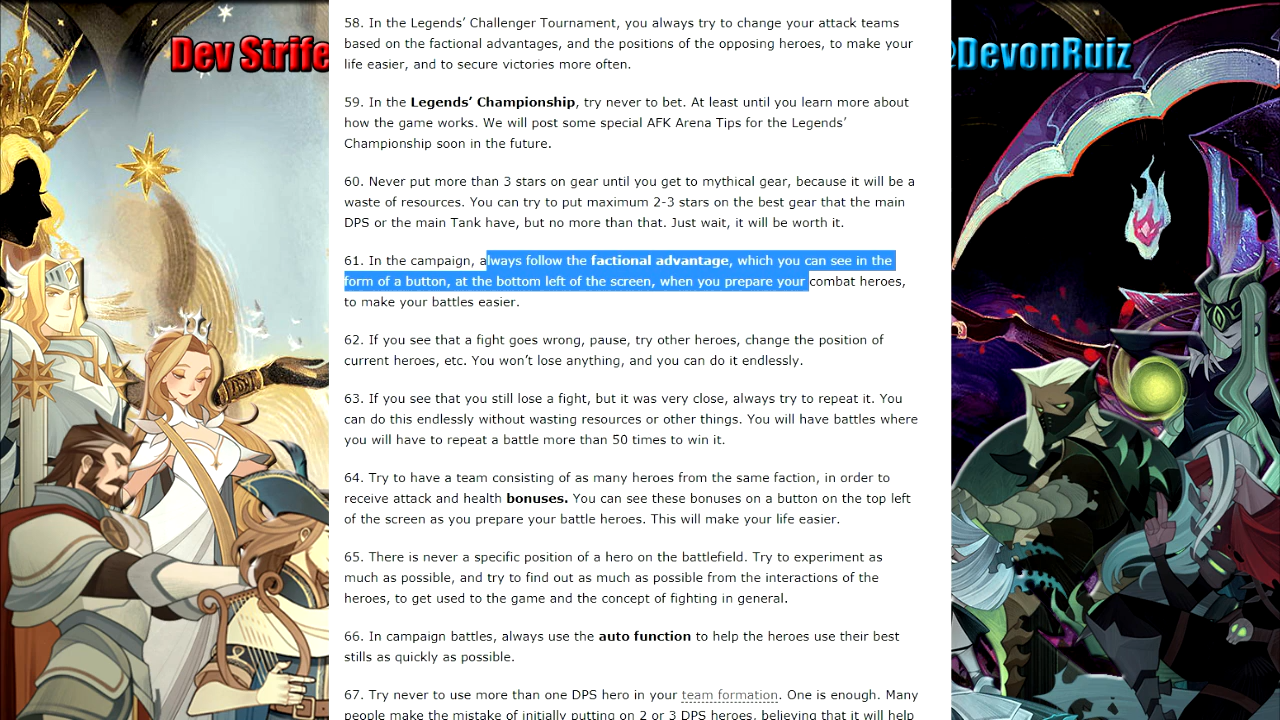 58. In the Legends’ Challenger Tournament, you always try to change your attack teams
based on the factional advantages, and the positions of the opposing heroes, to make your
life easier, and to secure victories more often.
Dev Strife
@DevonRuiz
59. In the Legends’ Championship, try never to bet. At least until you learn more about
how the game works. We will post some special AFK Arena Tips for the Legends’
Championship soon in the future.
60. Never put more than 3 stars on gear until you get to mythical gear, because it will be a
waste of resources. You can try to put maximum 2-3 stars on the best gear that the main
DPS or the main Tank have, but no more than that. Just wait, it will be worth it.
61. In the campaign, always follow the factional advantage, which you can see in the
form of a button, at the bottom left of the screen, when you prepare your combat heroes,
to make your battles easier.
62. If you see that a fight goes wrong, pause, try other heroes, change the position of
current heroes, etc. You won’t lose anything, and you can do it endlessly.
63. If you see that you still lose a fight, but it was very close, always try to repeat it. You
can do this endlessly without wasting resources or other things. You will have battles where
you will have to repeat a battle more than 50 times to win it.
64. Try to have a team consisting of as many heroes from the same faction, in order to
receive attack and health bonuses. You can see these bonuses on a button on the top left
of the screen as you prepare your battle heroes. This will make your life easier.
65. There is never a specific position of a hero on the battlefield. Try to experiment as
much as possible, and try to find out as much as possible from the interactions of the
heroes, to get used to the game and the concept of fighting in general.
66. In campaign battles, always use the auto function to help the heroes use their best
stills as quickly as possible.
67. Try never to use more than one DPS hero in your team formation. One is enough. Many
people make the mistake of initially putting on 2 or 3 DPS heroes, believing that it will help